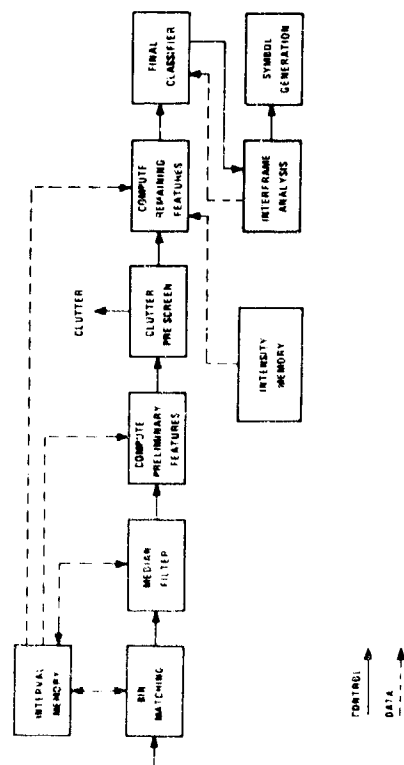 INTERVAL
MEMORY
BIN
MATCHING
MEDIAN
FILTER
COMPUTE
PRELIMINARY
FEATURES
CLUTTER
CLUTTER
PRE SCREEN
COMPUTE
REMAINING
FEATURES
FINAL
CLASSIFIER
INTENSITY
MEMORY
INTERFRAME
ANALYSIS
SYMBOL
GENERATION
CONTROL
DATA